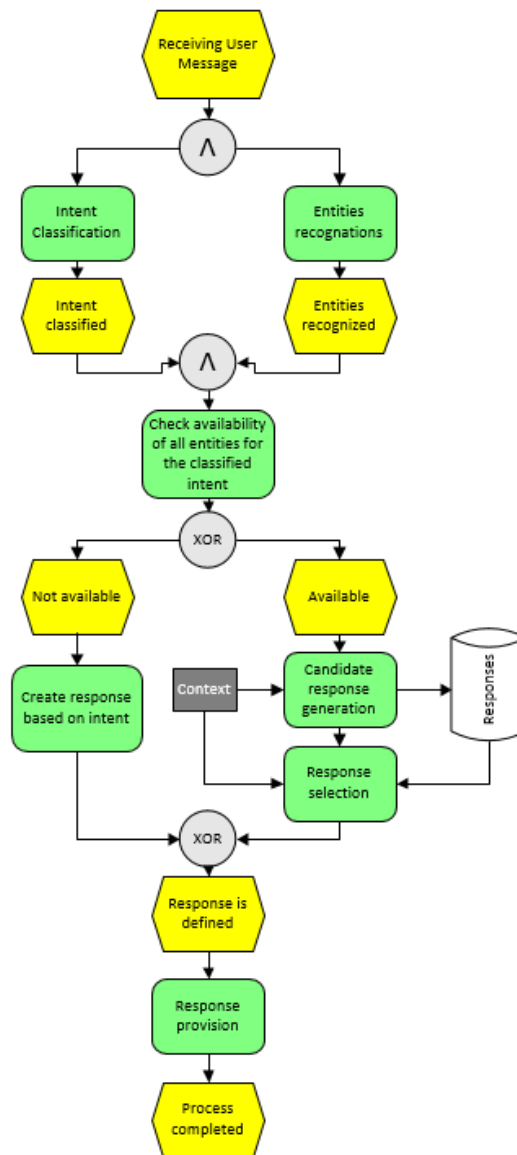 Receiving User
Message
Λ
Intent
Classification
Entities
recognations
Intent
classified
Entities
recognized
Λ
Check availability
of all entities for
the classified
intent
XOR
Not available
Available
Create response
based on intent
Context
Candidate
response
generation
Responses
Response
selection
XOR
Response is
defined
Response
provision
Process
completed